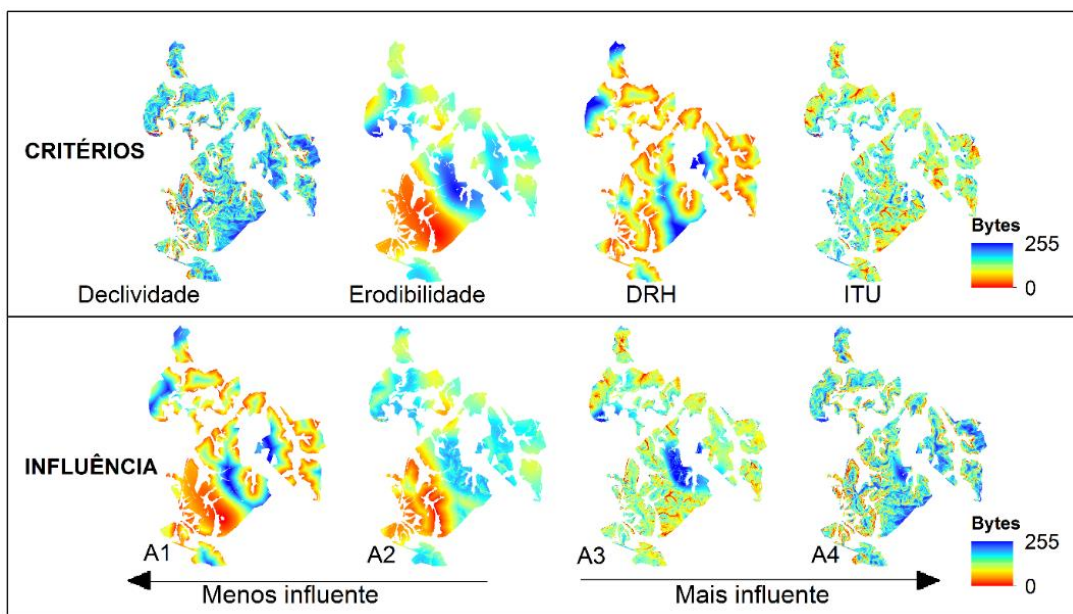 CRITÉRIOS
Declividade
Erodibilidade
DRH
ITU
Bytes
255
0
INFLUÊNCIA
A1
A2
A3
A4
Bytes
255
0
Menos influente
Mais influente